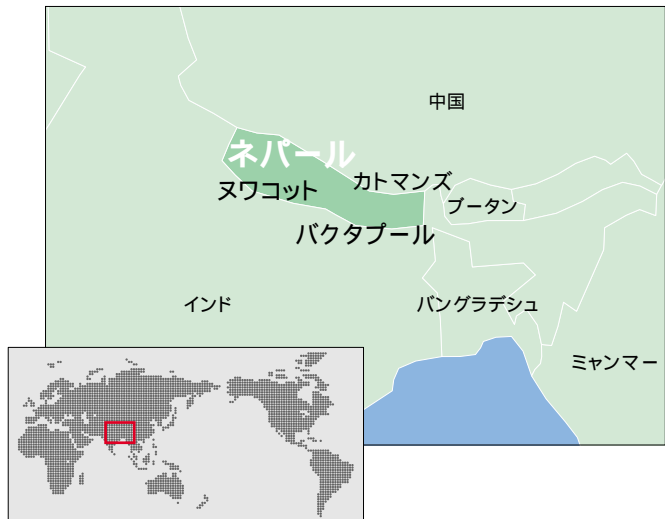 中国
ネパール
カトマンズ
ヌワコット
ブータン
バクタプール
インド
バングラデシュ
ミャンマー